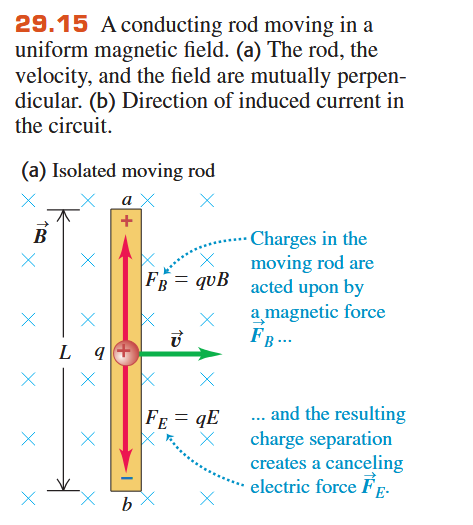 29.15 A conducting rod moving in a
uniform magnetic field. (a) The rod, the
velocity, and the field are mutually perpen-
dicular. (b) Direction of induced current in
the circuit.
(a) Isolated moving rod
a
+
B⃗
F_B = qvB
Charges in the
moving rod are
acted upon by
a magnetic force
F⃗_B ...
L
q
+
v⃗
F_E = qE
... and the resulting
charge separation
creates a canceling
electric force F⃗_E.
−
b